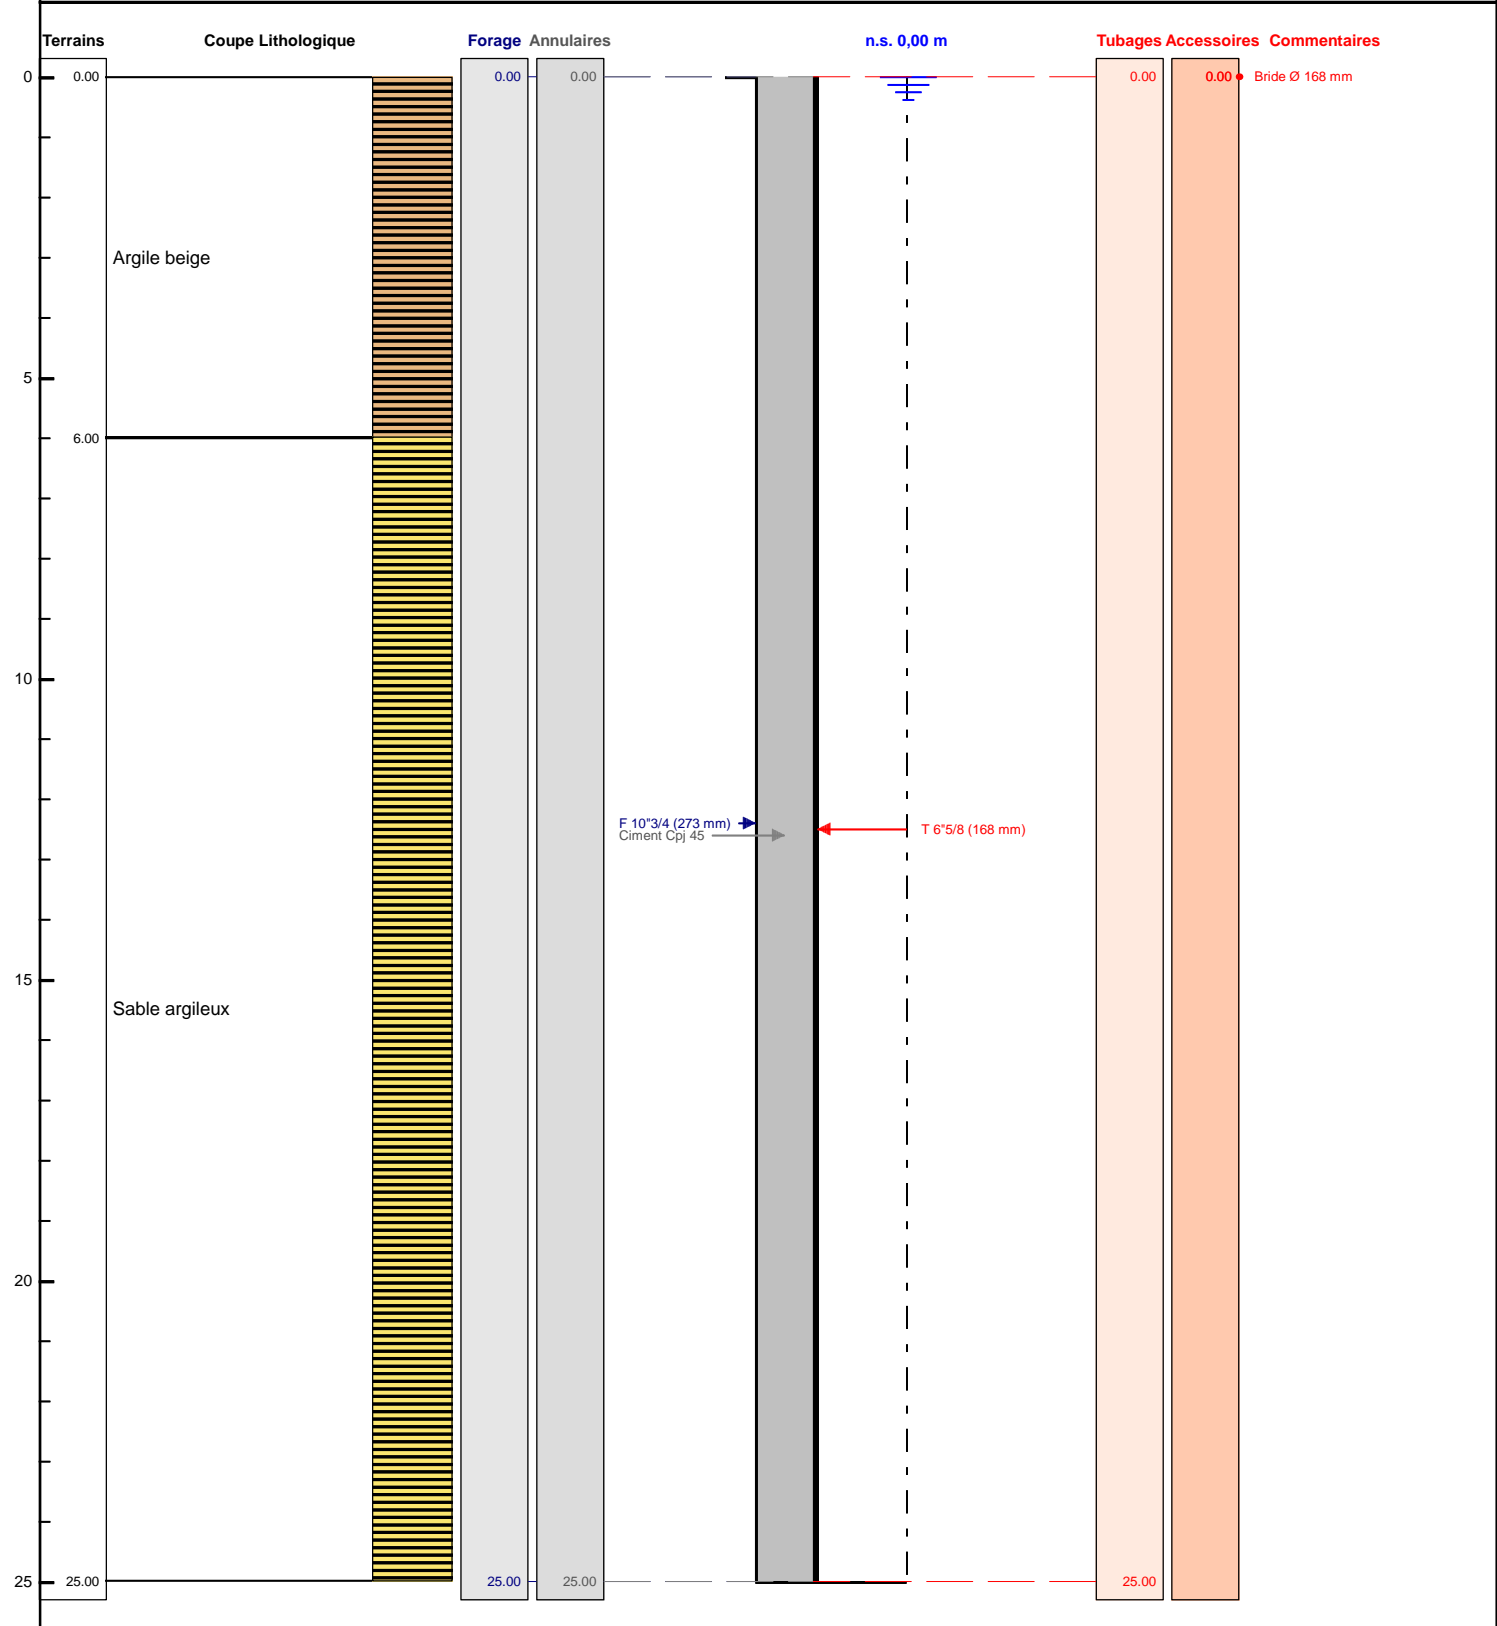 Terrains Coupe Lithologique Forage Annulaires n.s. 0,00 m Tubages Accessoires Commentaires
0 0.00 0.00 0.00 0.00 0.00 Bride Ø 168 mm
Argile beige
5
6.00
10
F 10"3/4 (273 mm) T 6"5/8 (168 mm)
Ciment Cpj 45
15
Sable argileux
20
25 25.00 25.00 25.00 25.00